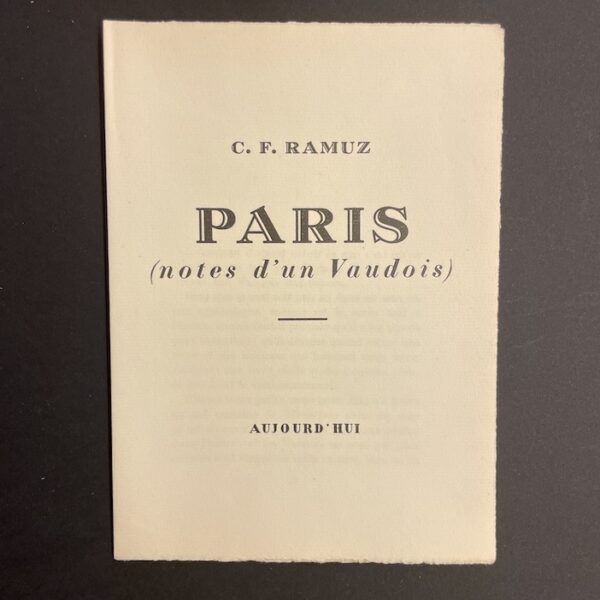 C. F. RAMUZ
PARIS
(notes d'un Vaudois)
AUJOURD'HUI